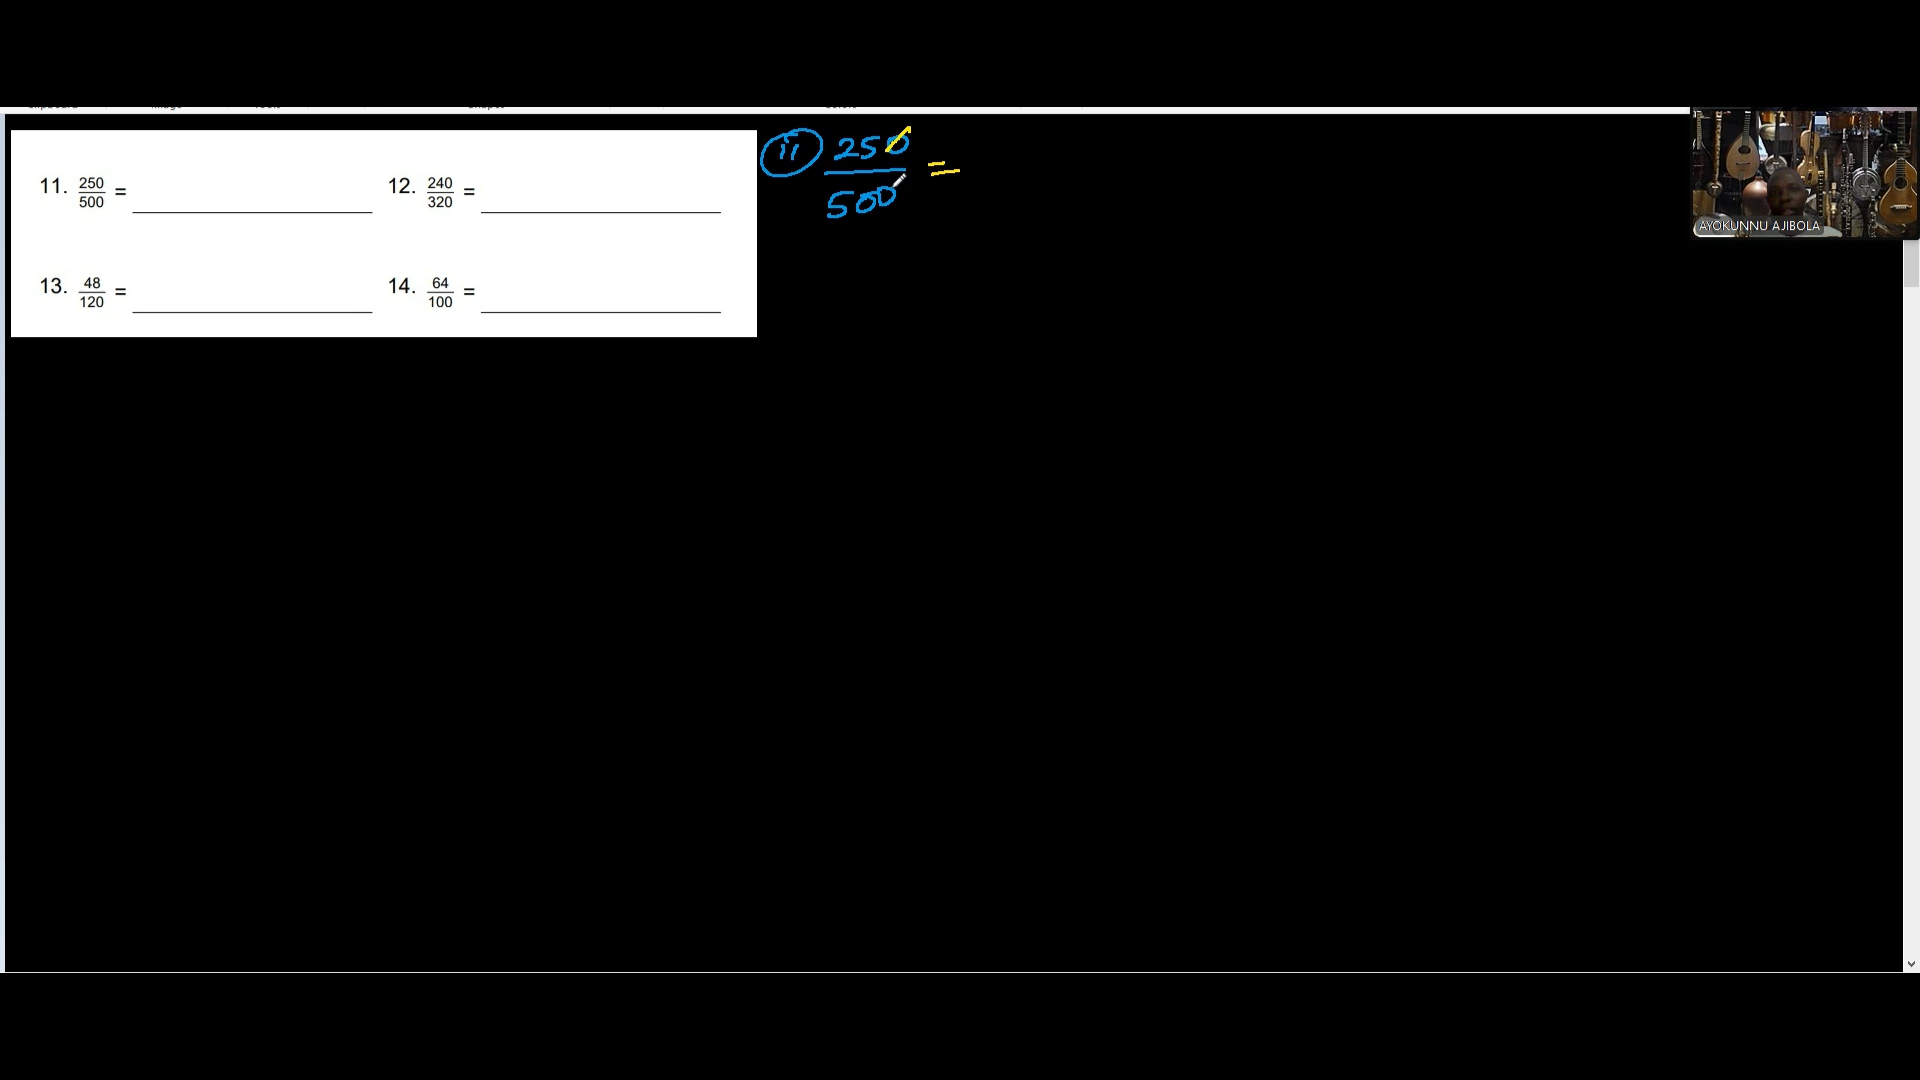 11. 250/500 =
12. 240/320 =
13. 48/120 =
14. 64/100 =
11 250/500 =
AYOKUNNU AJIBOLA